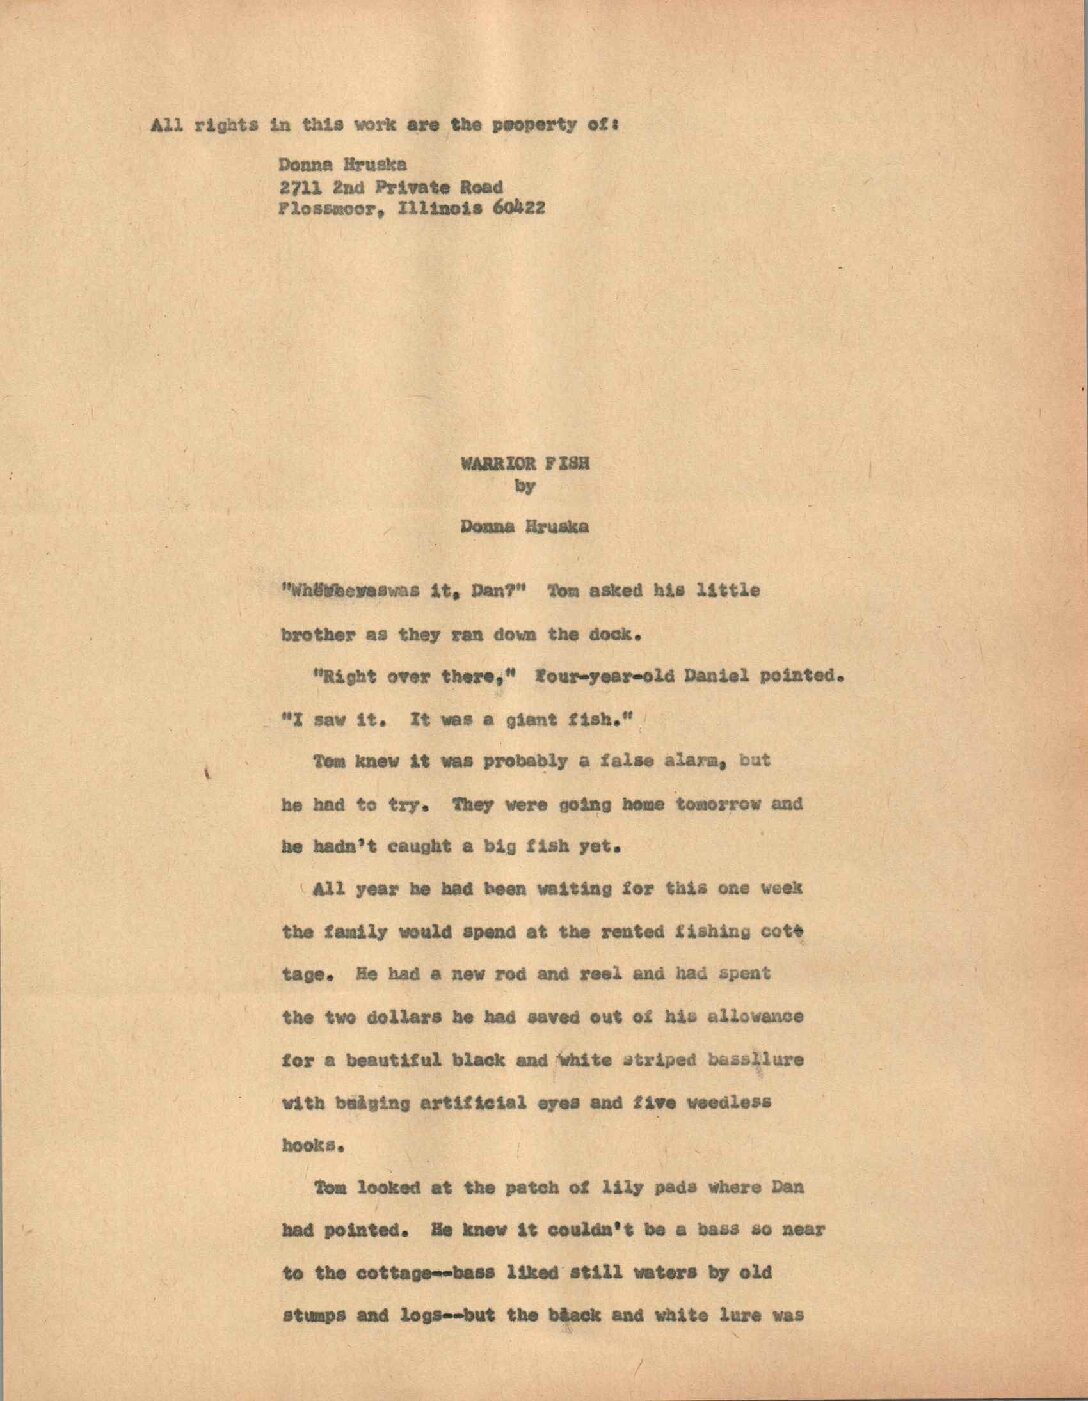 All rights in this work are the property of:
Donna Hruska
2711 2nd Private Road
Flossmoor, Illinois 60422
WARRIOR FISH
by
Donna Hruska
was it, Dan?" Tom asked his little
brother as they ran down the dock.
"Right over there," Four-year-old Daniel pointed.
"I saw it. It was a giant fish."
Tom knew it was probably a false alarm, but
he had to try. They were going home tomorrow and
he hadn't caught a big fish yet.
All year he had been waiting for this one week
the family would spend at the rented fishing cot-
tage. He had a new rod and reel and had spent
the two dollars he had saved out of his allowance
for a beautiful black and white striped bass lure
with bulging artificial eyes and five weedless
hooks.
Tom looked at the patch of lily pads where Dan
had pointed. He knew it couldn't be a bass so near
to the cottage--bass liked still waters by old
stumps and logs--but the black and white lure was